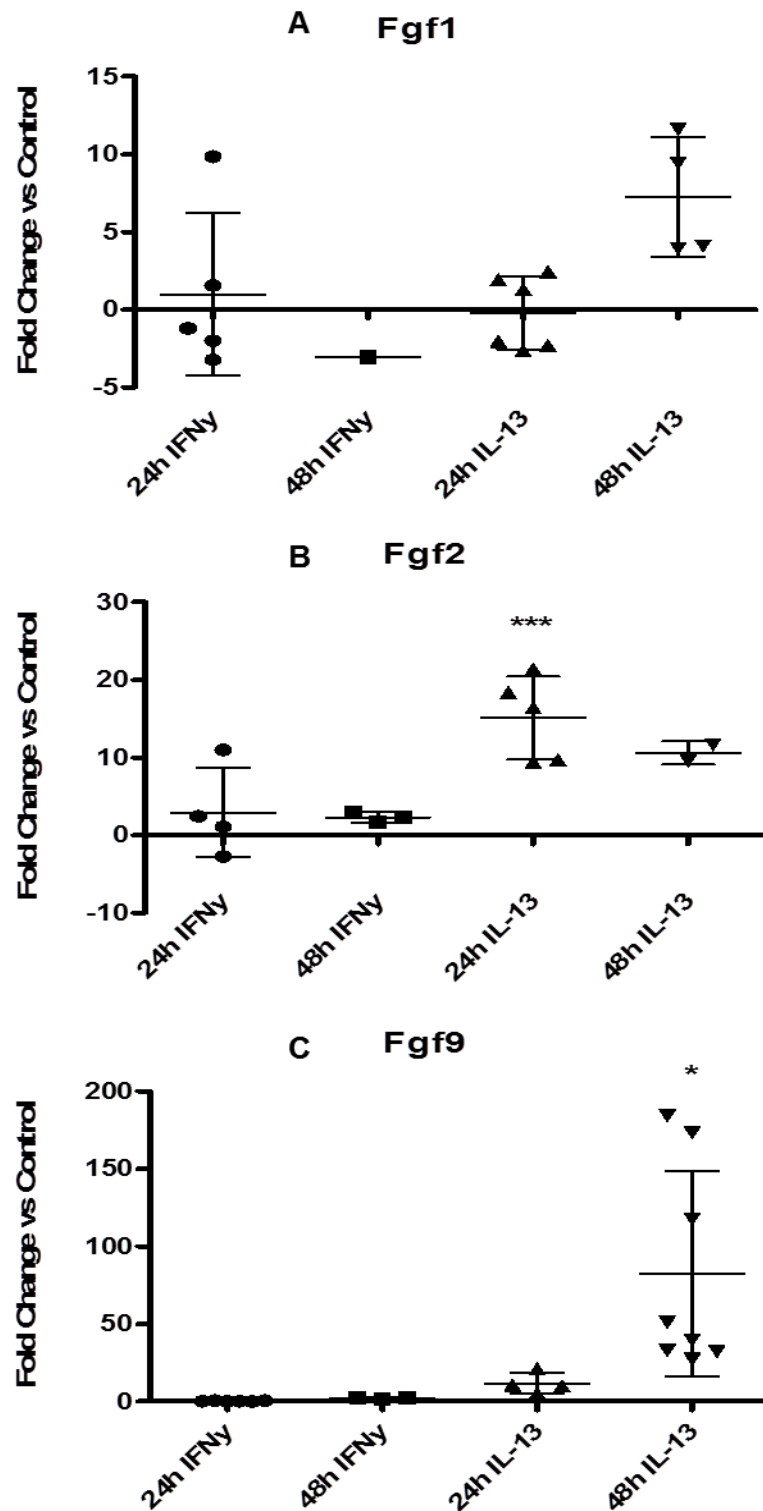 A Fgf1
Fold Change vs Control
15
10
5
0
-5
24h IFNy
48h IFNy
24h IL-13
48h IL-13
B Fgf2
Fold Change vs Control
30
20
10
0
-10
***
24h IFNy
48h IFNy
24h IL-13
48h IL-13
C Fgf9
Fold Change vs Control
200
150
100
50
0
*
24h IFNy
48h IFNy
24h IL-13
48h IL-13